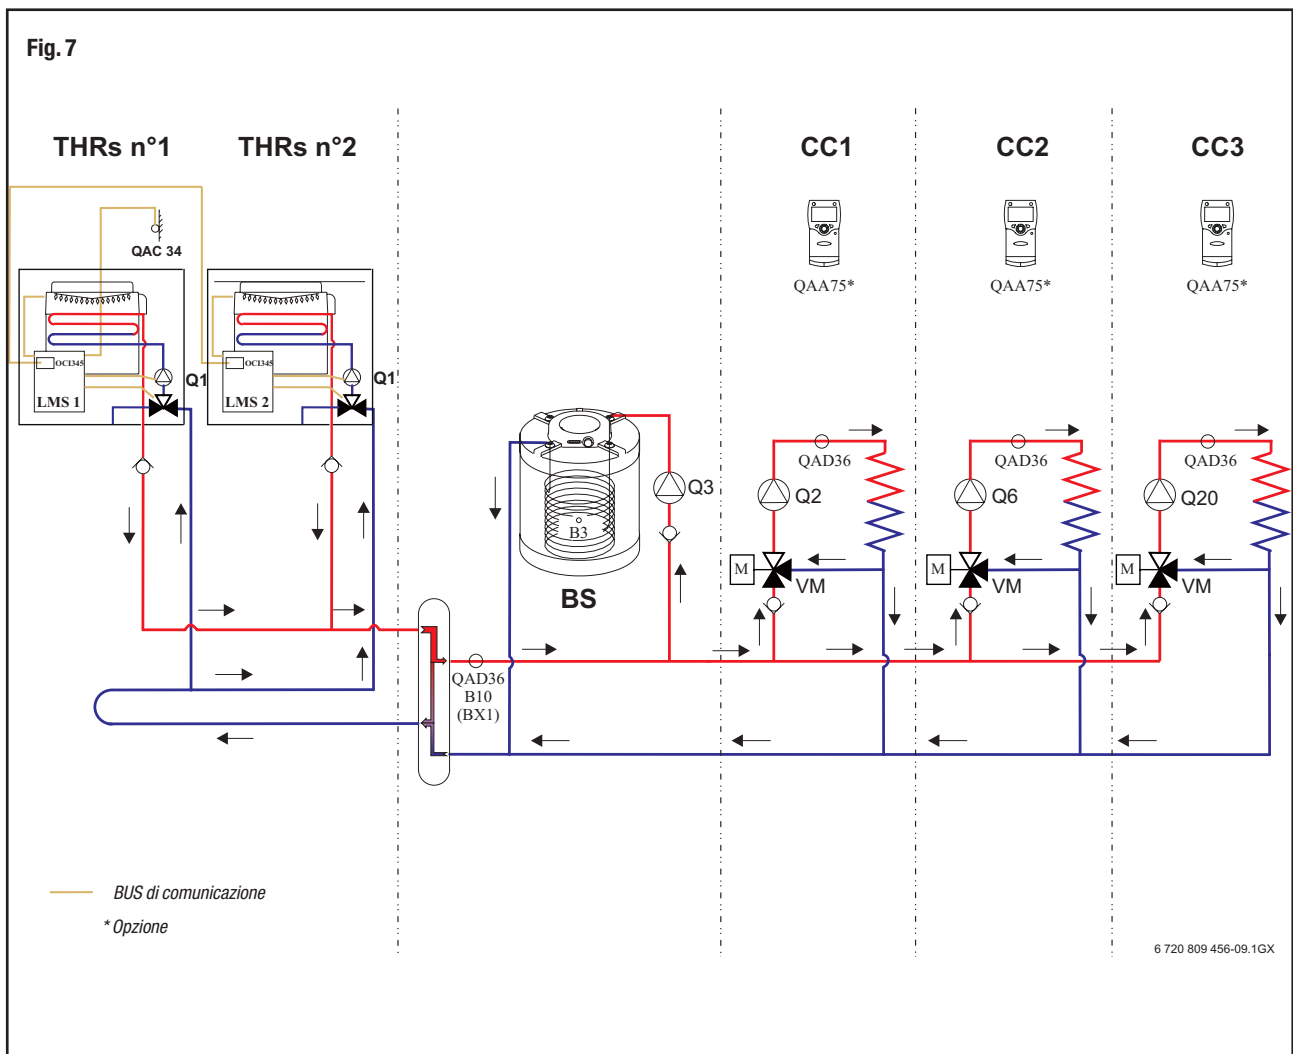 Fig. 7
THRs n°1
THRs n°2
CC1
CC2
CC3
QAC 34
QAA75*
QAA75*
QAA75*
OCI345
LMS 1
Q1
OCI345
LMS 2
Q1
QAD36
QAD36
QAD36
Q3
Q2
Q6
Q20
B3
BS
M
VM
M
VM
M
VM
QAD36
B10
(BX1)
BUS di comunicazione
* Opzione
6 720 809 456-09.1GX